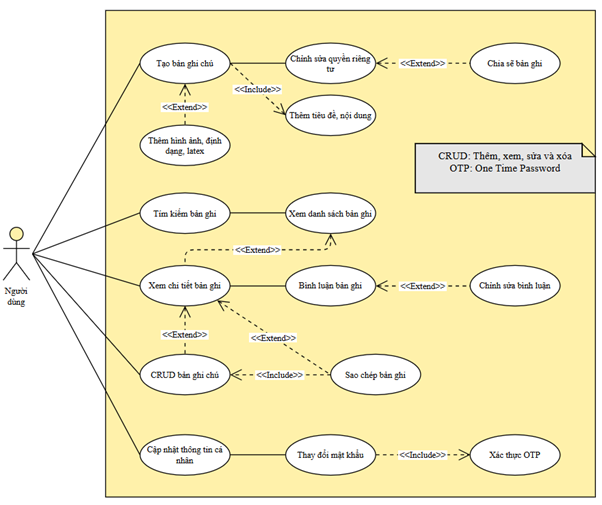 Tạo bản ghi chú
Chỉnh sửa quyền riêng
tư
<<Extend>>
Chia sẽ bản ghi
<<Include>>
<<Extend>>
Thêm tiêu đề, nội dung
Thêm hình ảnh, định
dạng, latex
CRUD: Thêm, xem, sửa và xóa
OTP: One Time Password
Tìm kiếm bản ghi
Xem danh sách bản ghi
<<Extend>>
Người
dùng
Xem chi tiết bản ghi
Bình luận bản ghi
<<Extend>>
Chỉnh sửa bình luận
<<Extend>>
<<Extend>>
CRUD bản ghi chú
<<Include>>
Sao chép bản ghi
Cập nhật thông tin cá
nhân
Thay đổi mật khẩu
<<Include>>
Xác thực OTP